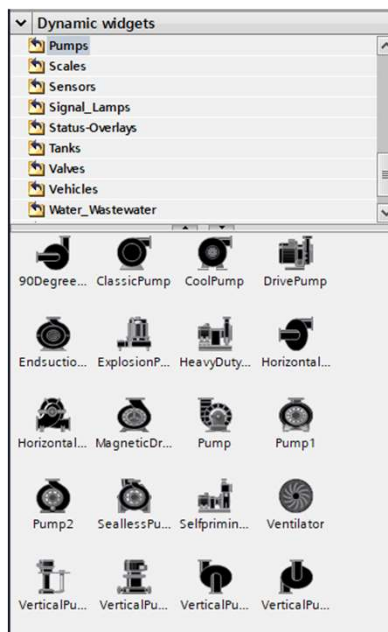 Dynamic widgets
Pumps
Scales
Sensors
Signal_Lamps
Status-Overlays
Tanks
Valves
Vehicles
Water_Wastewater
90Degree... ClassicPump CoolPump DrivePump
Endsuctio... ExplosionP... HeavyDuty... Horizontal...
Horizontal... MagneticDr... Pump Pump1
Pump2 SeallessPu... Selfprimin... Ventilator
VerticalPu... VerticalPu... VerticalPu... VerticalPu...